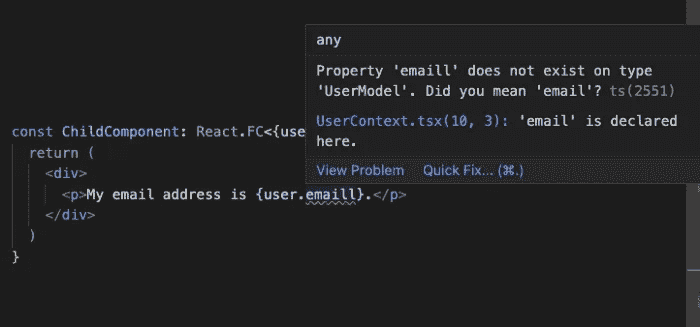 any
Property 'emaill' does not exist on type
'UserModel'. Did you mean 'email'? ts(2551)
UserContext.tsx(10, 3): 'email' is declared
here.
View Problem Quick Fix... (⌘.)
const ChildComponent: React.FC<{use
return (
<div>
<p>My email address is {user.emaill}.</p>
</div>
)
}